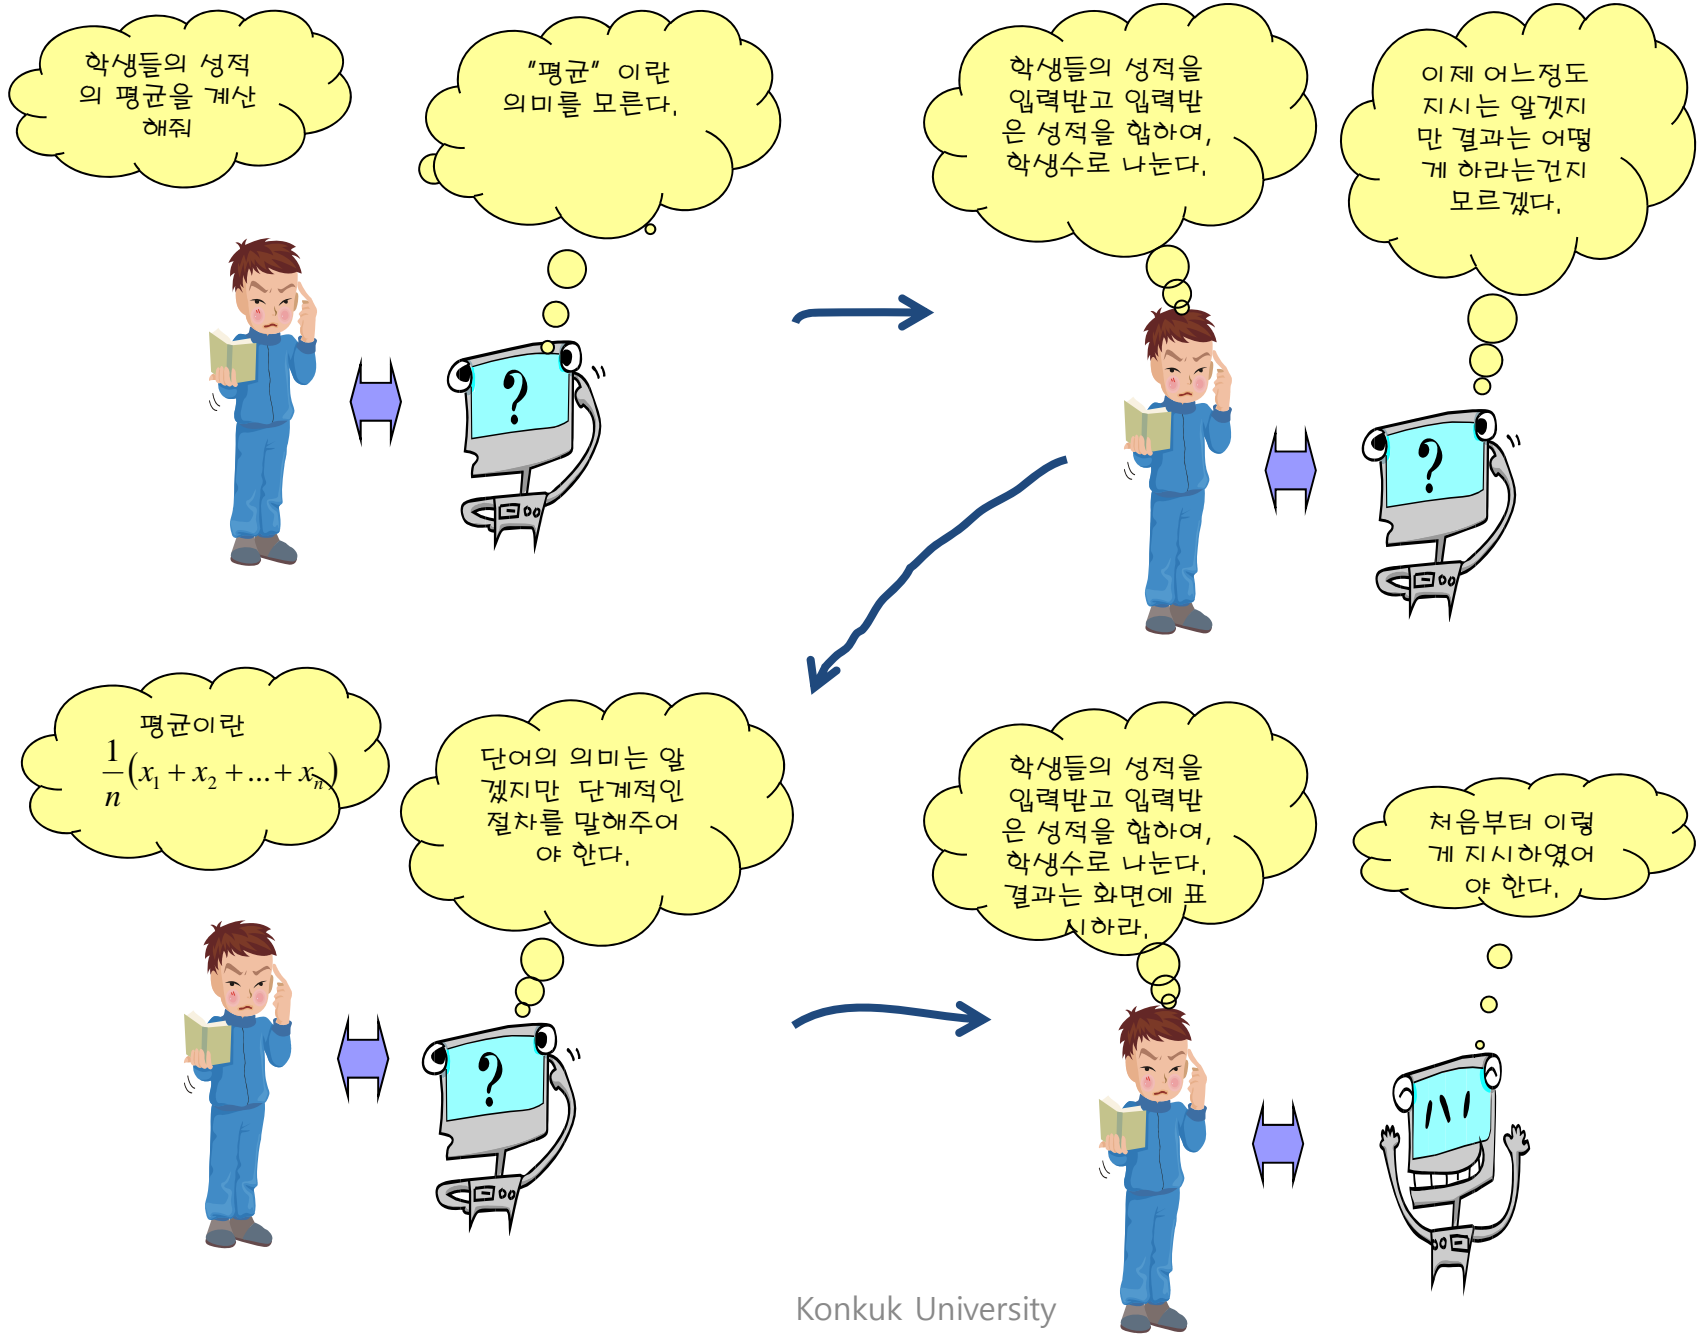 학생들의 성적
의 평균을 계산
해줘
"평균" 이란
의미를 모른다.
?
학생들의 성적을
입력받고 입력받
은 성적을 합하여,
학생수로 나눈다.
이제 어느정도
지시는 알겟지
만 결과는 어떻
게 하라는건지
모르겠다.
?
평균이란
\frac{1}{n}(x_1 + x_2 + ... + x_n)
단어의 의미는 알
겠지만 단계적인
절차를 말해주어
야 한다.
?
학생들의 성적을
입력받고 입력받
은 성적을 합하여,
학생수로 나눈다.
결과는 화면에 표
시하라.
처음부터 이렇
게 지시하였어
야 한다.
Konkuk University